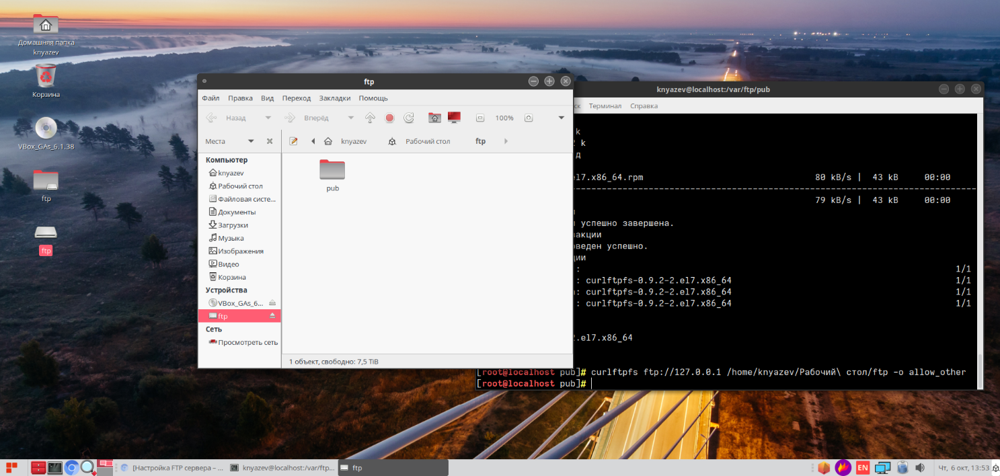 Домашняя папка
knyazev
Корзина
VBox_GAs_6.1.38
ftp
ftp
ftp
Файл Правка Вид Переход Закладки Помощь
Назад Вперёд 100%
Места knyazev Рабочий стол ftp
Компьютер
knyazev
Рабочий стол
Файловая систе...
Документы
Загрузки
Музыка
Изображения
Видео
Корзина
Устройства
VBox_GAs_6...
ftp
Сеть
Просмотреть сеть
pub
1 объект, свободно: 7,5 TiB
knyazev@localhost:/var/ftp/pub
ск Терминал Справка
k
k
д
el7.x86_64.rpm 80 kB/s | 43 kB 00:00
--------------------------------------------------------------------------------
79 kB/s | 43 kB 00:00
успешно завершена.
акции
веден успешно.
ции
: 1/1
: curlftpfs-0.9.2-2.el7.x86_64 1/1
: curlftpfs-0.9.2-2.el7.x86_64 1/1
: curlftpfs-0.9.2-2.el7.x86_64 1/1
2.el7.x86_64
[root@localhost pub]# curlftpfs ftp://127.0.0.1 /home/knyazev/Рабочий\ стол/ftp -o allow_other
[root@localhost pub]#
[Настройка FTP сервера – ... knyazev@localhost:/var/ftp... ftp EN Чт, 6 окт, 13:53